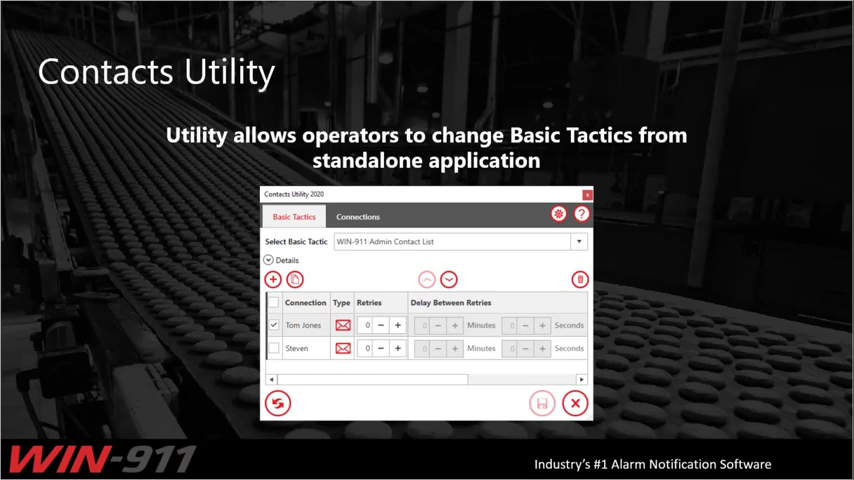 Contacts Utility
Utility allows operators to change Basic Tactics from
standalone application
Contacts Utility 2020
Basic Tactics Connections
Select Basic Tactic WIN-911 Admin Contact List
Details
Connection Type Retries Delay Between Retries
Tom Jones 0 − + 0 − + Minutes 0 − + Seconds
Steven 0 − + 0 − + Minutes 0 − + Seconds
WIN-911
Industry's #1 Alarm Notification Software